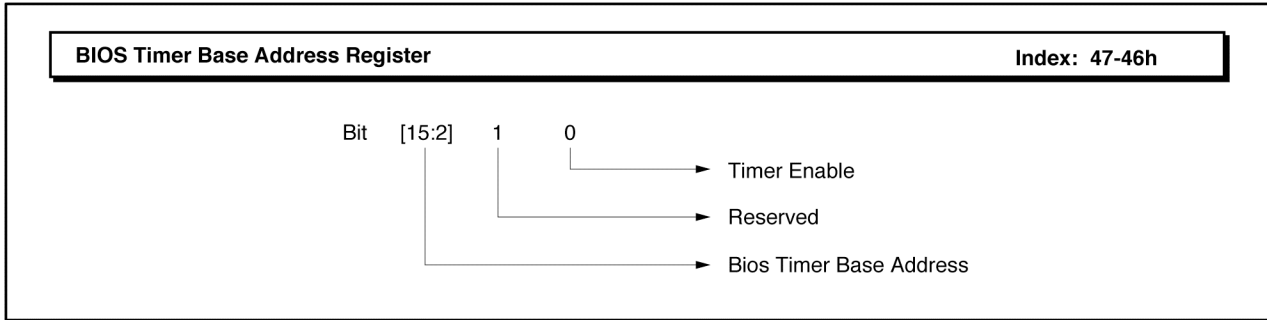 BIOS Timer Base Address Register Index: 47-46h
Bit [15:2] 1 0
Timer Enable
Reserved
Bios Timer Base Address